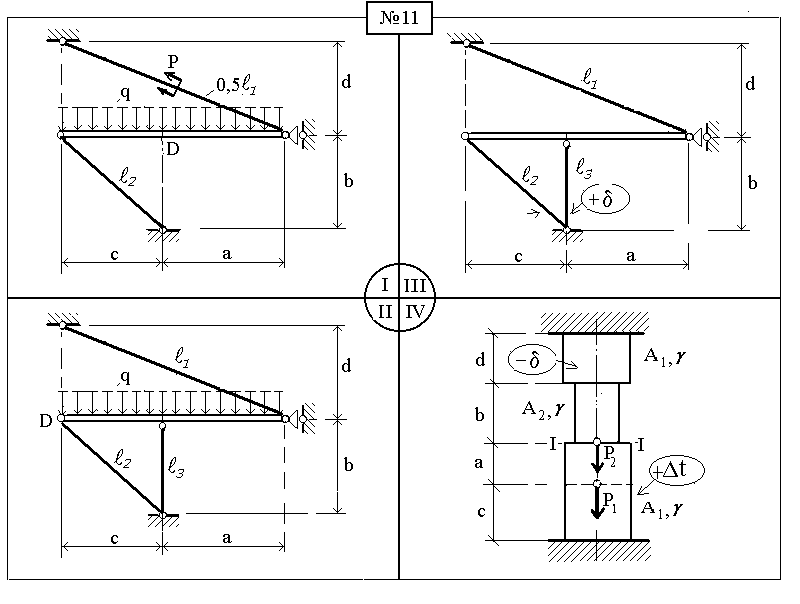 №11
P
0,5ℓ1
q
D
ℓ2
d
b
c
a
ℓ1
ℓ2
ℓ3
+δ
d
b
c
a
I
III
II
IV
ℓ1
q
D
ℓ2
ℓ3
d
b
c
a
d
−δ
A1, γ
b
A2, γ
I
I
P2
a
+Δt
P1
A1, γ
c